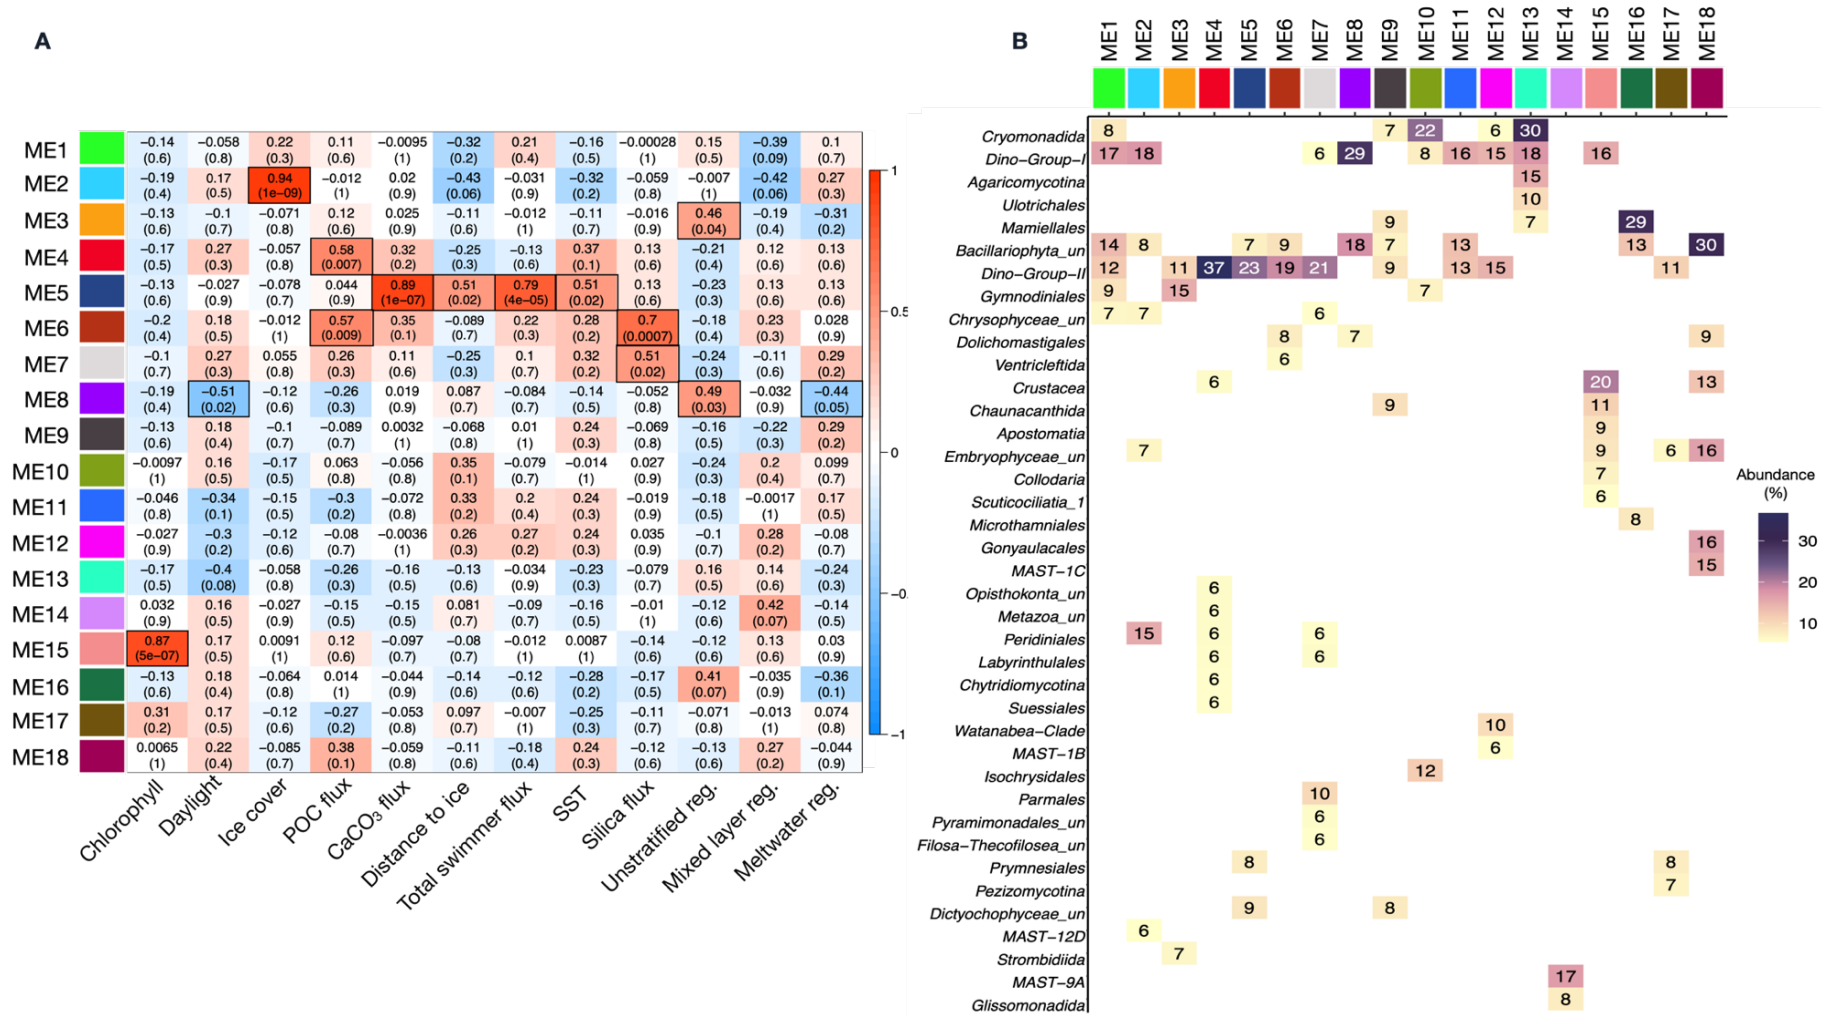 A
ME1 −0.14 −0.058 0.22 0.11 −0.0095 −0.32 0.21 −0.16 −0.00028 0.15 −0.39 0.1
(0.6) (0.8) (0.3) (0.6) (1) (0.2) (0.4) (0.5) (1) (0.5) (0.09) (0.7)
ME2 −0.19 0.17 0.94 −0.012 0.02 −0.43 −0.031 −0.32 −0.059 −0.007 −0.42 0.27
(0.4) (0.5) (1e−09) (1) (0.9) (0.06) (0.9) (0.2) (0.8) (1) (0.06) (0.3)
ME3 −0.13 −0.1 −0.071 0.12 0.025 −0.11 −0.012 −0.11 −0.016 0.46 −0.19 −0.31
(0.6) (0.7) (0.8) (0.6) (0.9) (0.6) (1) (0.7) (0.9) (0.04) (0.4) (0.2)
ME4 −0.17 0.27 −0.057 0.58 0.32 −0.25 −0.13 0.37 0.13 −0.21 0.12 0.13
(0.5) (0.3) (0.8) (0.007) (0.2) (0.3) (0.6) (0.1) (0.6) (0.4) (0.6) (0.6)
ME5 −0.13 −0.027 −0.078 0.044 0.89 0.51 0.79 0.51 0.13 −0.23 0.13 0.13
(0.6) (0.9) (0.7) (0.9) (1e−07) (0.02) (4e−05) (0.02) (0.6) (0.3) (0.6) (0.6)
ME6 −0.2 0.18 −0.012 0.57 0.35 −0.089 0.22 0.28 0.7 −0.18 0.23 0.028
(0.4) (0.5) (1) (0.009) (0.1) (0.7) (0.3) (0.2) (0.0007) (0.4) (0.3) (0.9)
ME7 −0.1 0.27 0.055 0.26 0.11 −0.25 0.1 0.32 0.51 −0.24 −0.11 0.29
(0.7) (0.3) (0.8) (0.3) (0.6) (0.3) (0.7) (0.2) (0.02) (0.3) (0.6) (0.2)
ME8 −0.19 −0.51 −0.12 −0.26 0.019 0.087 −0.084 −0.14 −0.052 0.49 −0.032 −0.44
(0.4) (0.02) (0.6) (0.3) (0.9) (0.7) (0.7) (0.5) (0.8) (0.03) (0.9) (0.05)
ME9 −0.13 0.18 −0.1 −0.089 0.0032 −0.068 0.01 0.24 −0.069 −0.16 −0.22 0.29
(0.6) (0.4) (0.7) (0.7) (1) (0.8) (1) (0.3) (0.8) (0.5) (0.3) (0.2)
ME10 −0.0097 0.16 −0.17 0.063 −0.056 0.35 −0.079 −0.014 0.027 −0.24 0.2 0.099
(1) (0.5) (0.5) (0.8) (0.8) (0.1) (0.7) (1) (0.9) (0.3) (0.4) (0.7)
ME11 −0.046 −0.34 −0.15 −0.3 −0.072 0.33 0.2 0.24 −0.019 −0.18 −0.0017 0.17
(0.8) (0.1) (0.5) (0.2) (0.8) (0.2) (0.4) (0.3) (0.9) (0.5) (1) (0.5)
ME12 −0.027 −0.3 −0.12 −0.08 −0.0036 0.26 0.27 0.24 0.035 −0.1 0.28 −0.08
(0.9) (0.2) (0.6) (0.7) (1) (0.3) (0.2) (0.3) (0.9) (0.7) (0.2) (0.7)
ME13 −0.17 −0.4 −0.058 −0.26 −0.16 −0.13 −0.034 −0.23 −0.079 0.16 0.14 −0.24
(0.5) (0.08) (0.8) (0.3) (0.5) (0.6) (0.9) (0.3) (0.7) (0.5) (0.6) (0.3)
ME14 0.032 0.16 −0.027 −0.15 −0.15 0.081 −0.09 −0.16 −0.01 −0.12 0.42 −0.14
(0.9) (0.5) (0.9) (0.5) (0.5) (0.7) (0.7) (0.5) (1) (0.6) (0.07) (0.5)
ME15 0.87 0.17 0.0091 0.12 −0.097 −0.08 −0.012 0.0087 −0.14 −0.12 0.13 0.03
(5e−07) (0.5) (1) (0.6) (0.7) (0.7) (1) (1) (0.6) (0.6) (0.6) (0.9)
ME16 −0.13 0.18 −0.064 0.014 −0.044 −0.14 −0.12 −0.28 −0.17 0.41 −0.035 −0.36
(0.6) (0.4) (0.8) (1) (0.9) (0.6) (0.6) (0.2) (0.5) (0.07) (0.9) (0.1)
ME17 0.31 0.17 −0.12 −0.27 −0.053 0.097 −0.007 −0.25 −0.11 −0.071 −0.013 0.074
(0.2) (0.5) (0.6) (0.2) (0.8) (0.7) (1) (0.3) (0.7) (0.8) (1) (0.8)
ME18 0.0065 0.22 −0.085 0.38 −0.059 −0.11 −0.18 0.24 −0.12 −0.13 0.27 −0.044
(1) (0.4) (0.7) (0.1) (0.8) (0.6) (0.4) (0.3) (0.6) (0.6) (0.2) (0.9)
Chlorophyll Daylight Ice cover POC flux CaCO₃ flux Distance to ice Total swimmer flux SST Silica flux Unstratified reg. Mixed layer reg. Meltwater reg.
1
0.5
0
−0.
−1
B
ME1 ME2 ME3 ME4 ME5 ME6 ME7 ME8 ME9 ME10 ME11 ME12 ME13 ME14 ME15 ME16 ME17 ME18
Cryomonadida 8 7 22 6 30
Dino−Group−I 17 18 6 29 8 16 15 18 16
Agaricomycotina 15
Ulotrichales 10
Mamiellales 9 7 29
Bacillariophyta_un 14 8 7 9 18 7 13 13 30
Dino−Group−II 12 11 37 23 19 21 9 13 15 11
Gymnodiniales 9 15 7
Chrysophyceae_un 7 7 6
Dolichomastigales 8 7 9
Ventricleftida 6
Crustacea 6 20 13
Chaunacanthida 9 11
Apostomatia 9
Embryophyceae_un 7 9 6 16
Collodaria 7
Scuticociliatia_1 6
Microthamniales 8
Gonyaulacales 16
MAST−1C 15
Opisthokonta_un 6
Metazoa_un 6
Peridiniales 15 6 6
Labyrinthulales 6 6
Chytridiomycotina 6
Suessiales 6
Watanabea−Clade 10
MAST−1B 6
Isochrysidales 12
Parmales 10
Pyramimonadales_un 6
Filosa−Thecofilosea_un 6
Prymnesiales 8 8
Pezizomycotina 7
Dictyochophyceae_un 9 8
MAST−12D 6
Strombidiida 7
MAST−9A 17
Glissomonadida 8
Abundance
(%)
30
20
10